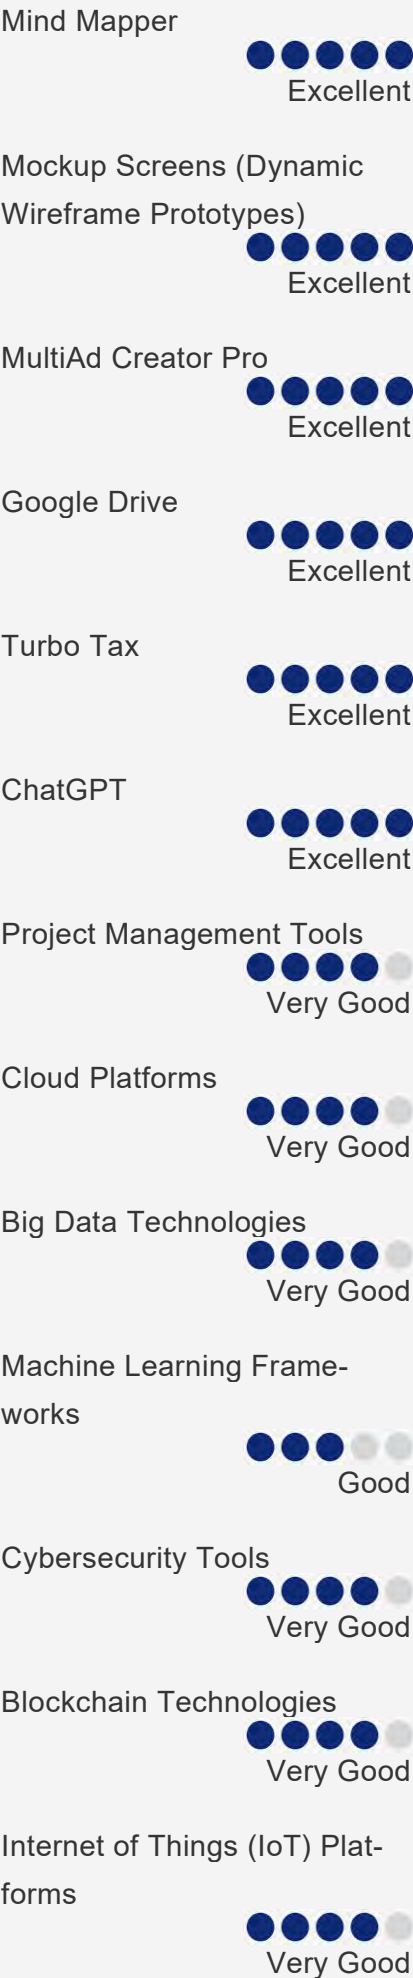 Mind Mapper
Excellent
Mockup Screens (Dynamic
Wireframe Prototypes)
Excellent
MultiAd Creator Pro
Excellent
Google Drive
Excellent
Turbo Tax
Excellent
ChatGPT
Excellent
Project Management Tools
Very Good
Cloud Platforms
Very Good
Big Data Technologies
Very Good
Machine Learning Frame-
works
Good
Cybersecurity Tools
Very Good
Blockchain Technologies
Very Good
Internet of Things (IoT) Plat-
forms
Very Good